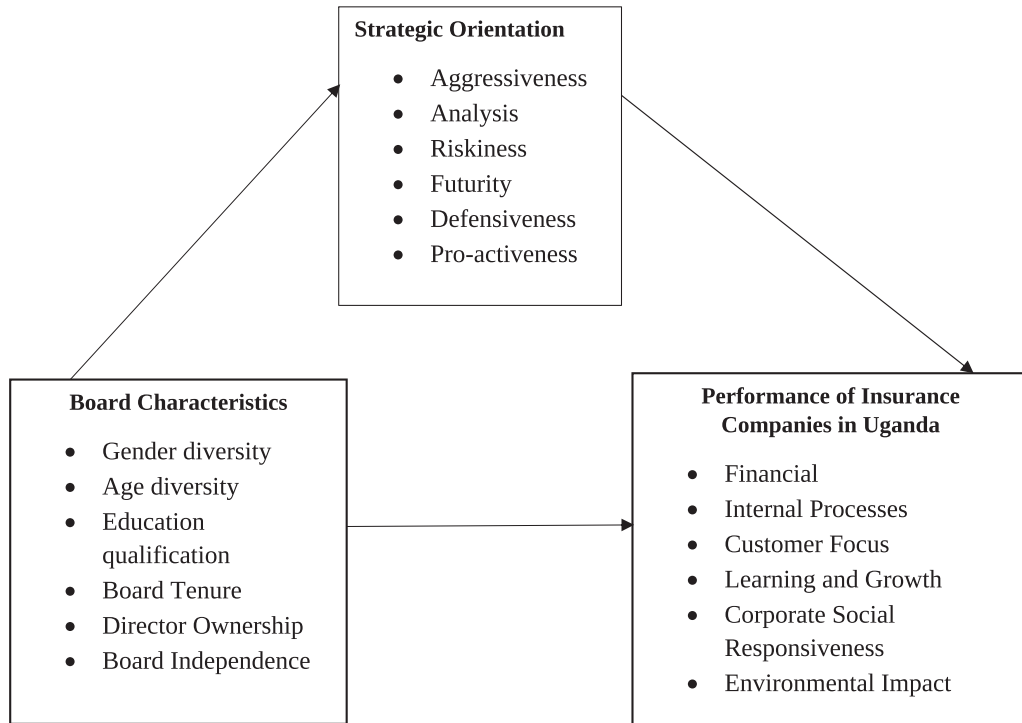 Strategic Orientation
• Aggressiveness
• Analysis
• Riskiness
• Futurity
• Defensiveness
• Pro-activeness
Board Characteristics
• Gender diversity
• Age diversity
• Education
qualification
• Board Tenure
• Director Ownership
• Board Independence
Performance of Insurance
Companies in Uganda
• Financial
• Internal Processes
• Customer Focus
• Learning and Growth
• Corporate Social
Responsiveness
• Environmental Impact